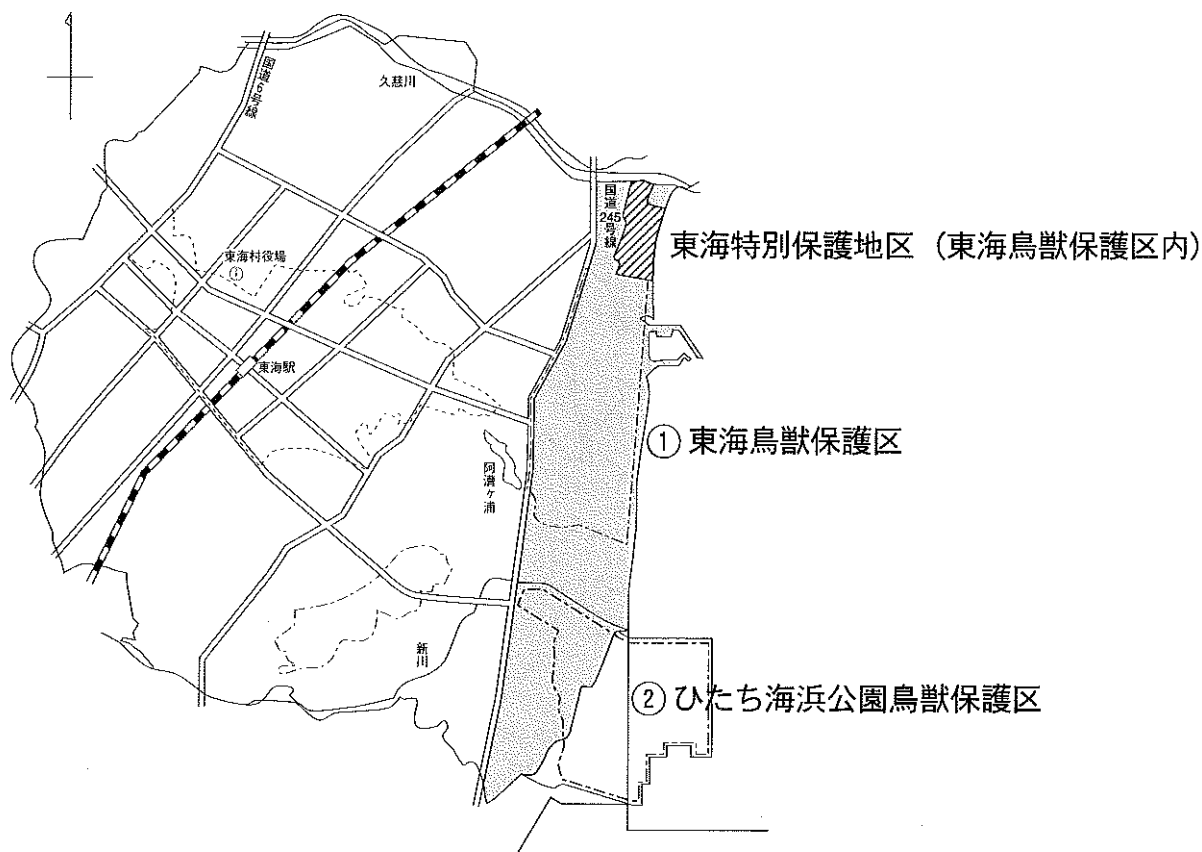 久慈川
国道6号線
国道245号線
東海特別保護地区（東海鳥獣保護区内）
東海村役場
東海駅
① 東海鳥獣保護区
阿漕ヶ浦
新川
② ひたち海浜公園鳥獣保護区